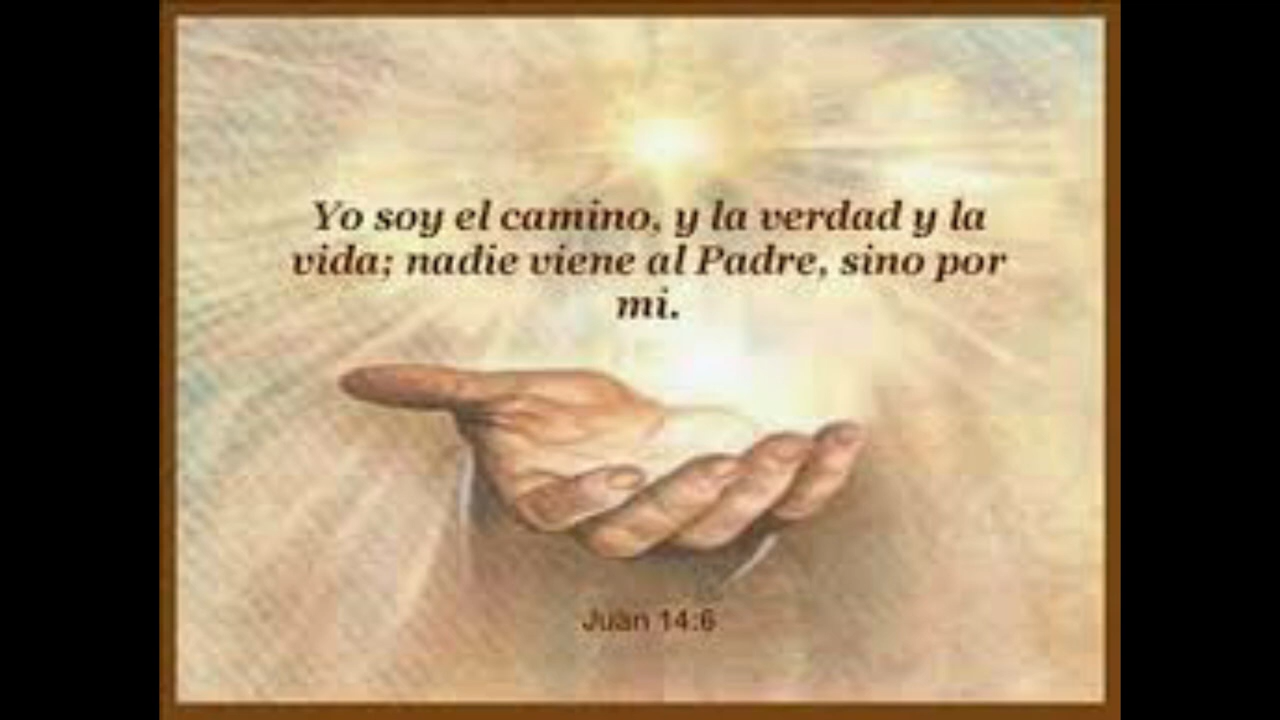 Yo soy el camino, y la verdad y la
vida; nadie viene al Padre, sino por
mi.
Juan 14:6